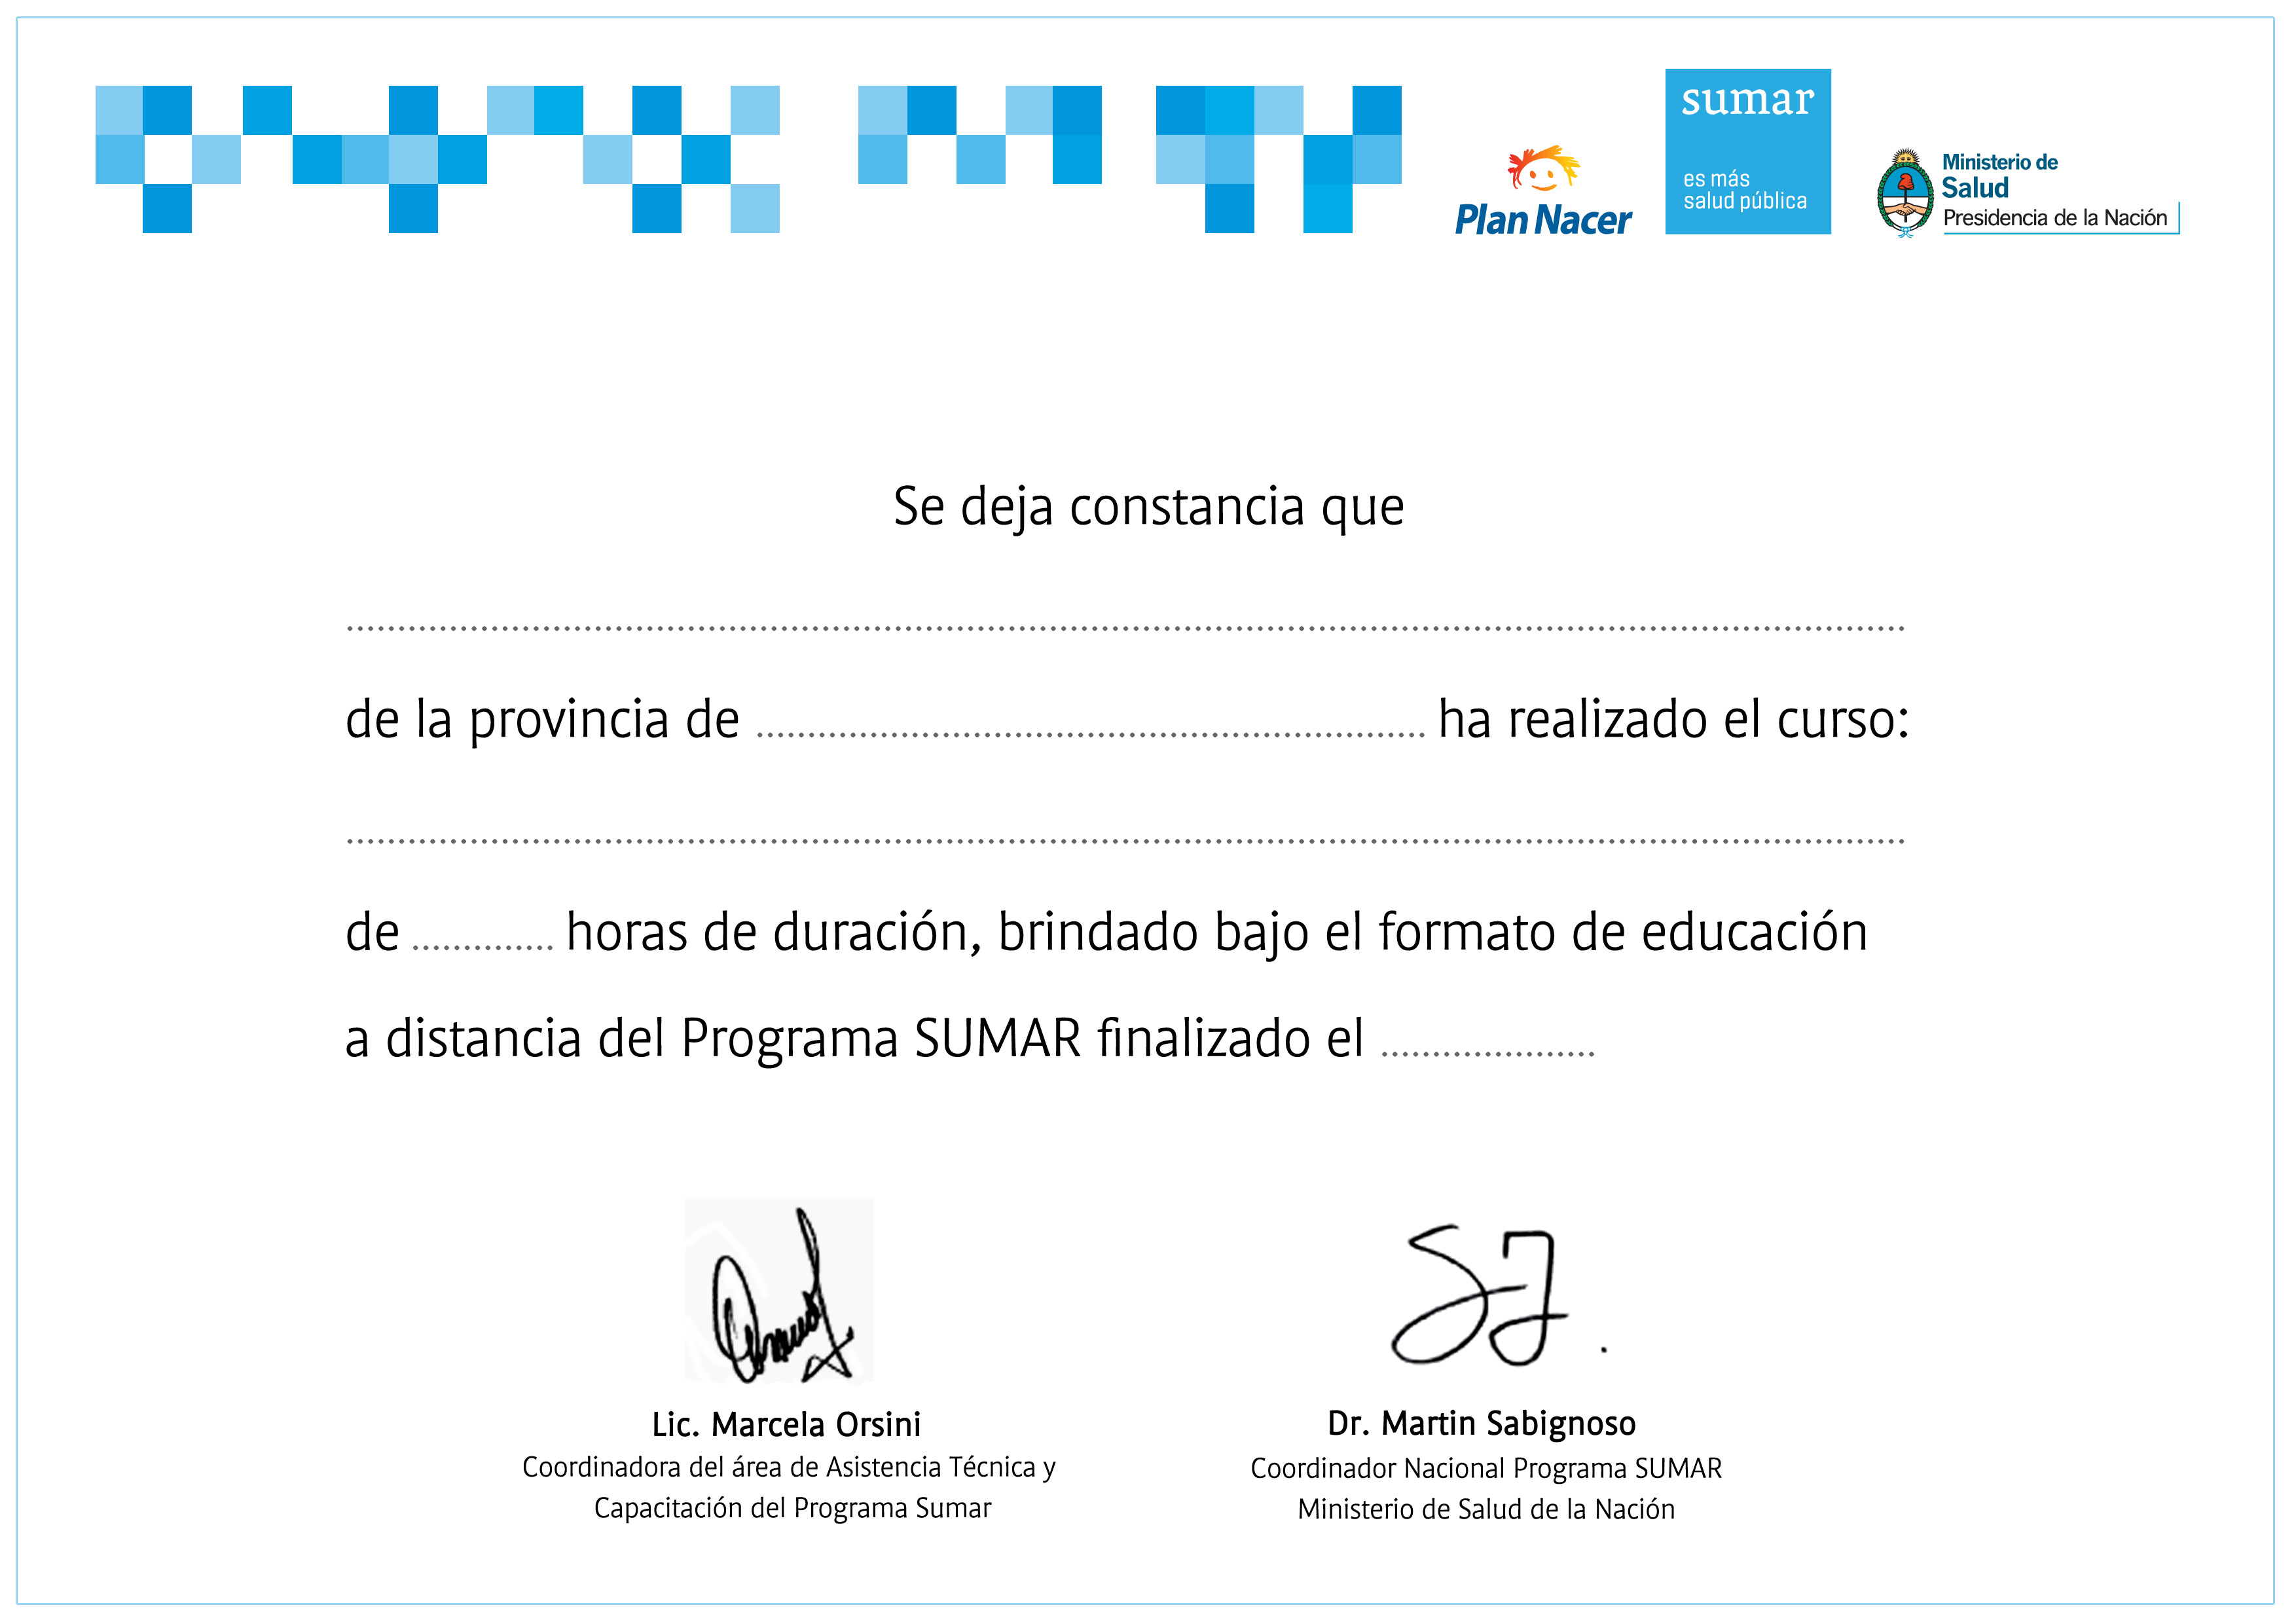 sumar
es más
salud pública
Plan Nacer
Ministerio de
Salud
Presidencia de la Nación
Se deja constancia que
................................................................................
de la provincia de ................................................ ha realizado el curso:
................................................................................
de ............. horas de duración, brindado bajo el formato de educación
a distancia del Programa SUMAR finalizado el .....................
Lic. Marcela Orsini
Coordinadora del área de Asistencia Técnica y
Capacitación del Programa Sumar
Dr. Martin Sabignoso
Coordinador Nacional Programa SUMAR
Ministerio de Salud de la Nación